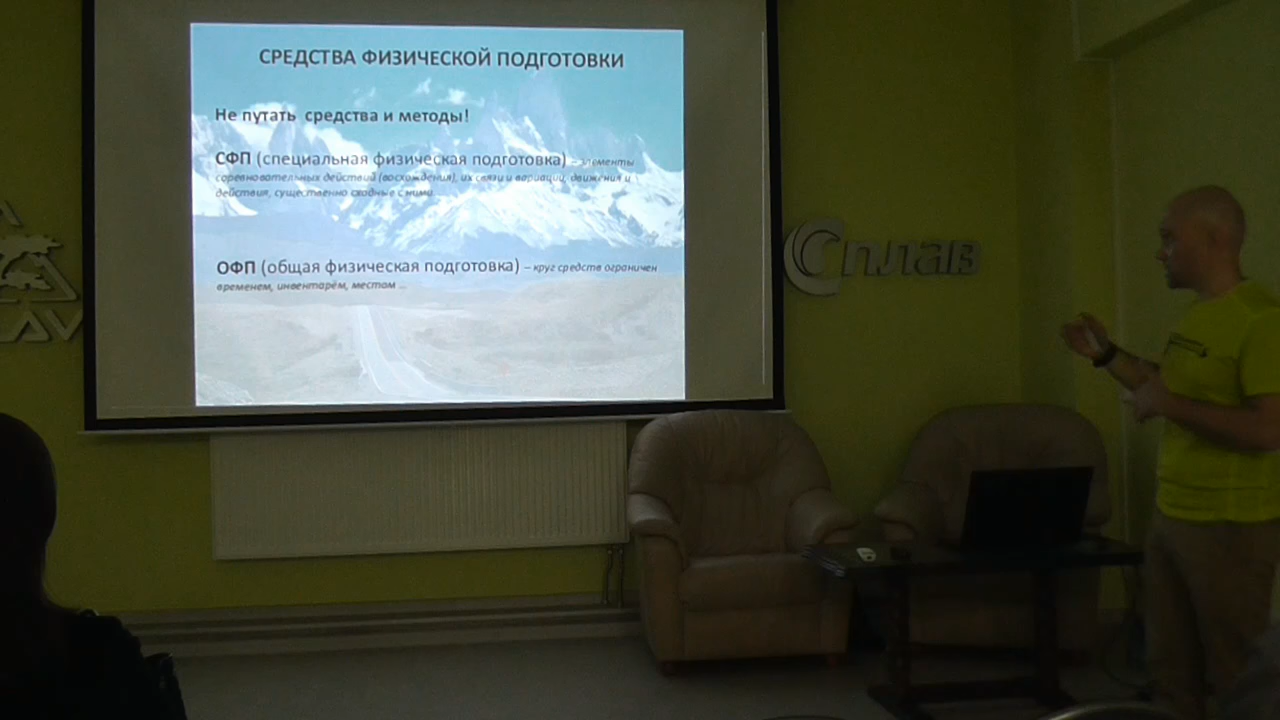 СРЕДСТВА ФИЗИЧЕСКОЙ ПОДГОТОВКИ
Не путать средства и методы!
СФП (специальная физическая подготовка) – элементы
соревновательных действий (восхождения), их связи и вариации, движения и
действия, существенно сходные с ними.
ОФП (общая физическая подготовка) – круг средств ограничен
временем, инвентарём, местом ...
Сплав
AV